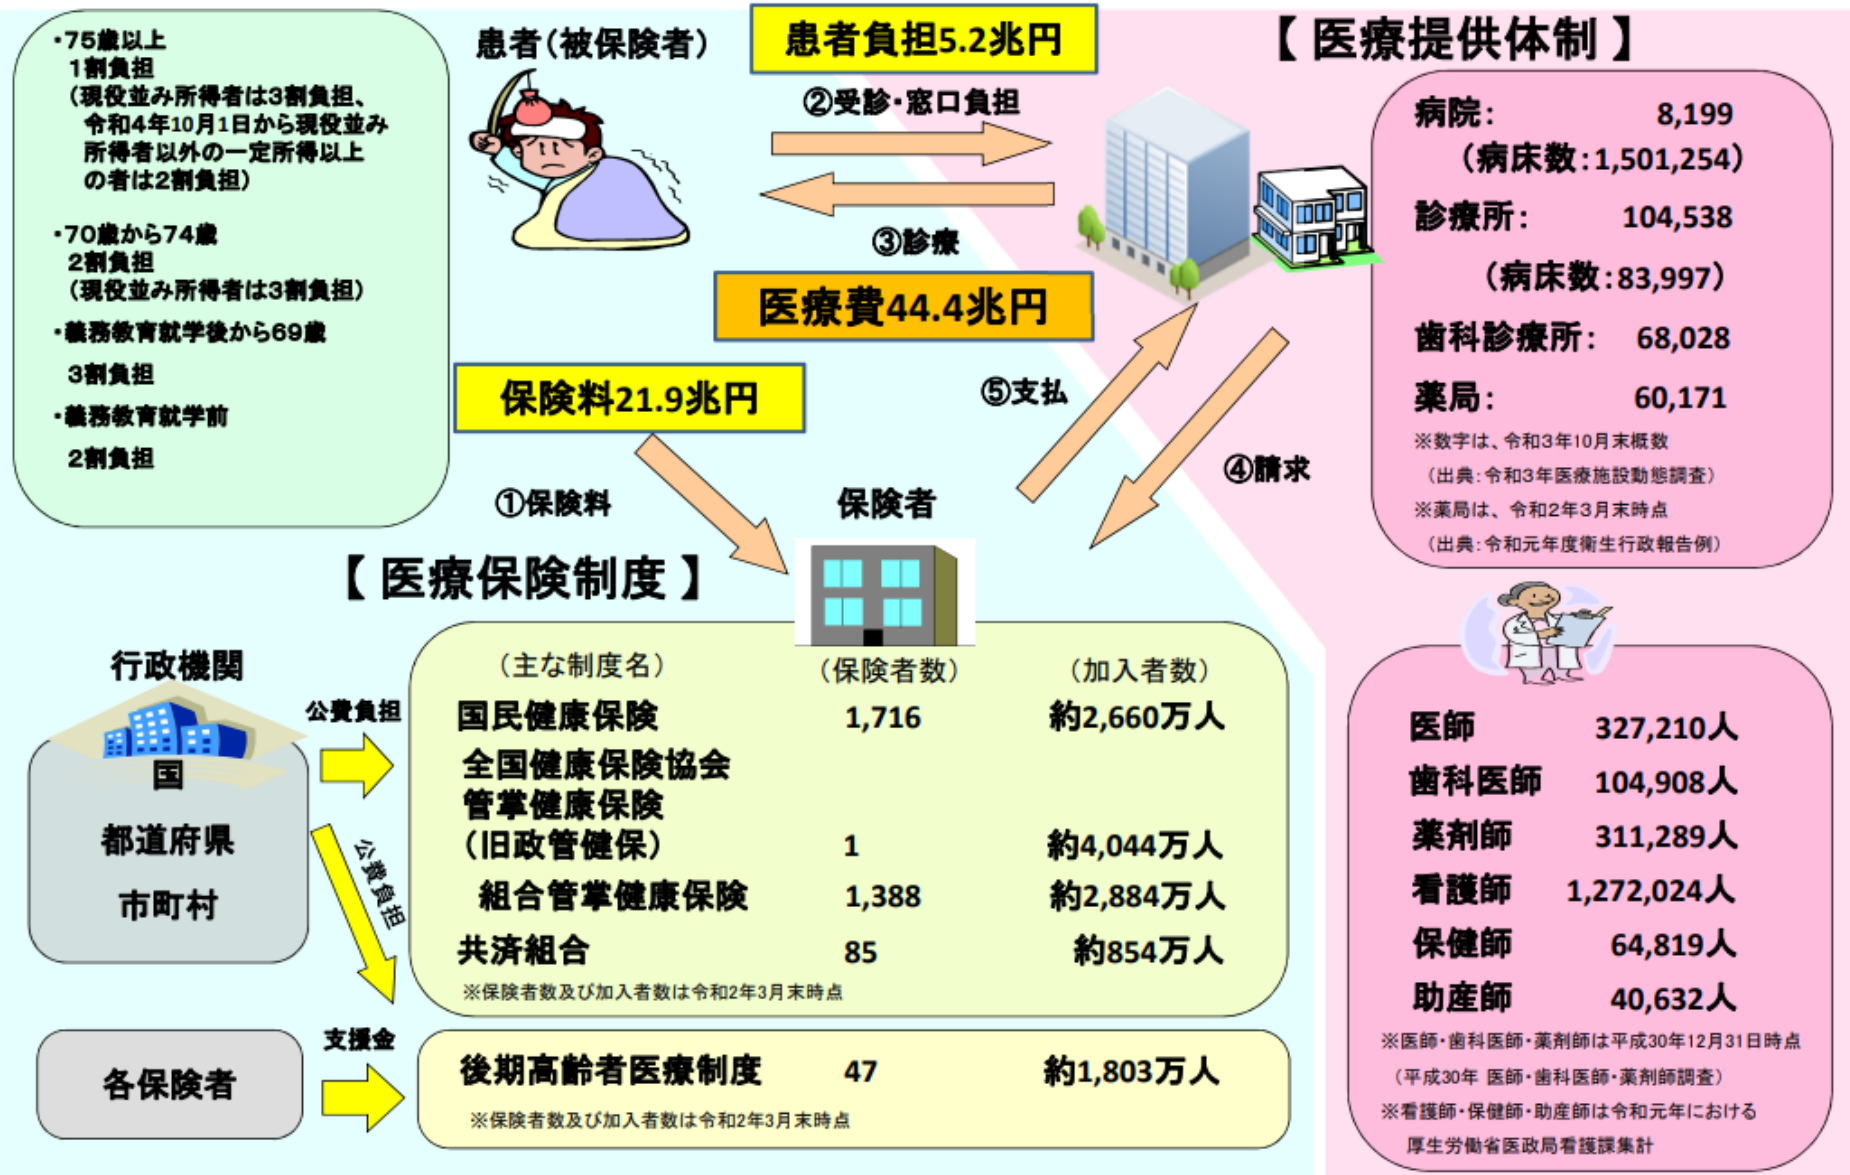 ・75歳以上
1割負担
（現役並み所得者は3割負担、
令和4年10月1日から現役並み
所得者以外の一定所得以上
の者は2割負担）
・70歳から74歳
2割負担
（現役並み所得者は3割負担）
・義務教育就学後から69歳
3割負担
・義務教育就学前
2割負担
患者（被保険者）
患者負担5.2兆円
②受診・窓口負担
③診療
医療費44.4兆円
保険料21.9兆円
①保険料
⑤支払
④請求
保険者
【 医療提供体制 】
病院： 8,199
（病床数：1,501,254）
診療所： 104,538
（病床数：83,997）
歯科診療所： 68,028
薬局： 60,171
※数字は、令和3年10月末概数
（出典：令和3年医療施設動態調査）
※薬局は、令和2年3月末時点
（出典：令和元年度衛生行政報告例）
【 医療保険制度 】
行政機関
国
都道府県
市町村
公費負担
公費負担
（主な制度名） （保険者数） （加入者数）
国民健康保険 1,716 約2,660万人
全国健康保険協会
管掌健康保険
（旧政管健保） 1 約4,044万人
組合管掌健康保険 1,388 約2,884万人
共済組合 85 約854万人
※保険者数及び加入者数は令和2年3月末時点
各保険者
支援金
後期高齢者医療制度 47 約1,803万人
※保険者数及び加入者数は令和2年3月末時点
医師 327,210人
歯科医師 104,908人
薬剤師 311,289人
看護師 1,272,024人
保健師 64,819人
助産師 40,632人
※医師・歯科医師・薬剤師は平成30年12月31日時点
（平成30年 医師・歯科医師・薬剤師調査）
※看護師・保健師・助産師は令和元年における
厚生労働省医政局看護課集計